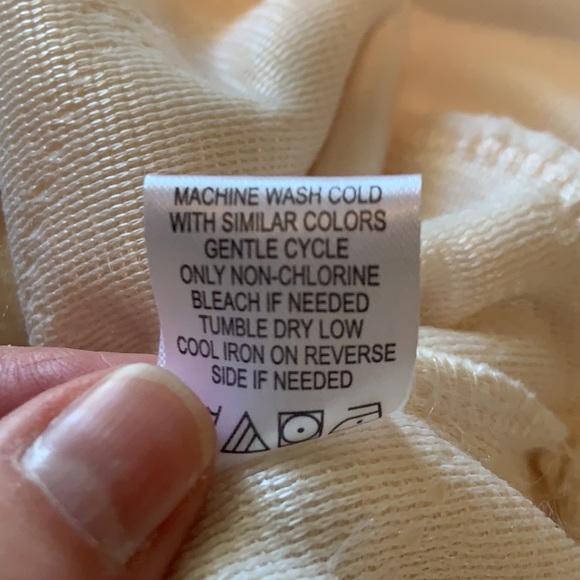 MACHINE WASH COLD
WITH SIMILAR COLORS
GENTLE CYCLE
ONLY NON-CHLORINE
BLEACH IF NEEDED
TUMBLE DRY LOW
COOL IRON ON REVERSE
SIDE IF NEEDED